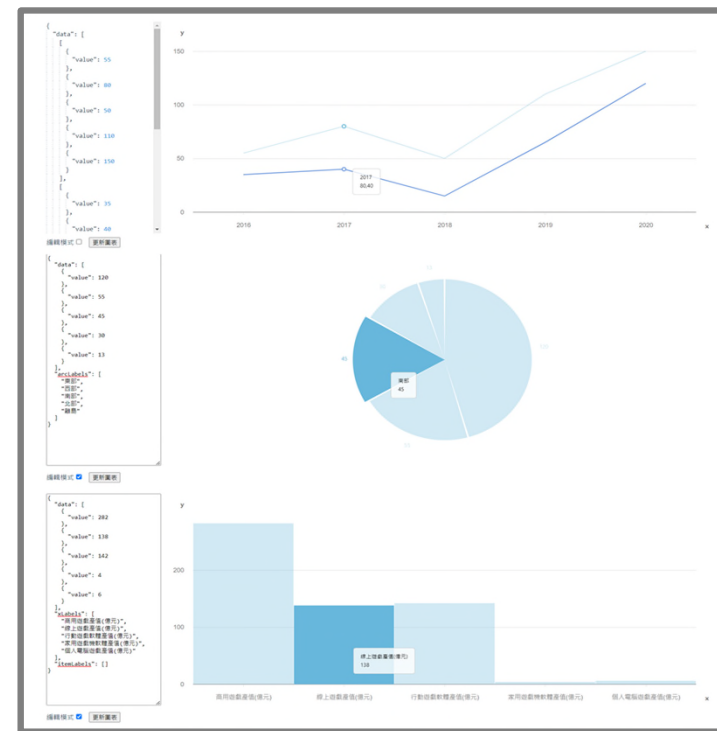 {
"data": [
[
{
"value": 55
},
{
"value": 80
},
{
"value": 50
},
{
"value": 110
},
{
"value": 150
}
],
[
{
"value": 35
},
{
"value": 40
編輯模式
更新圖表
y
150
100
50
0
2017
80,40
2016
2017
2018
2019
2020
x
{
"data": [
{
"value": 120
},
{
"value": 55
},
{
"value": 45
},
{
"value": 30
},
{
"value": 13
}
],
"arcLabels": [
"東部",
"西部",
"南部",
"北部",
"離島"
]
}
編輯模式
更新圖表
45
南部
45
{
"data": [
{
"value": 282
},
{
"value": 138
},
{
"value": 142
},
{
"value": 4
},
{
"value": 6
}
],
"商用遊戲產值(億元)",
"線上遊戲產值(億元)",
"行動遊戲軟體產值(億元)",
"家用遊戲機軟體產值(億元)",
"個人電腦遊戲產值(億元)"
],
"itemLabels": []
}
編輯模式
更新圖表
y
200
100
0
線上遊戲產值(億元)
138
商用遊戲產值(億元)
線上遊戲產值(億元)
行動遊戲軟體產值(億元)
家用遊戲機軟體產值(億元)
個人電腦遊戲產值(億元)
x